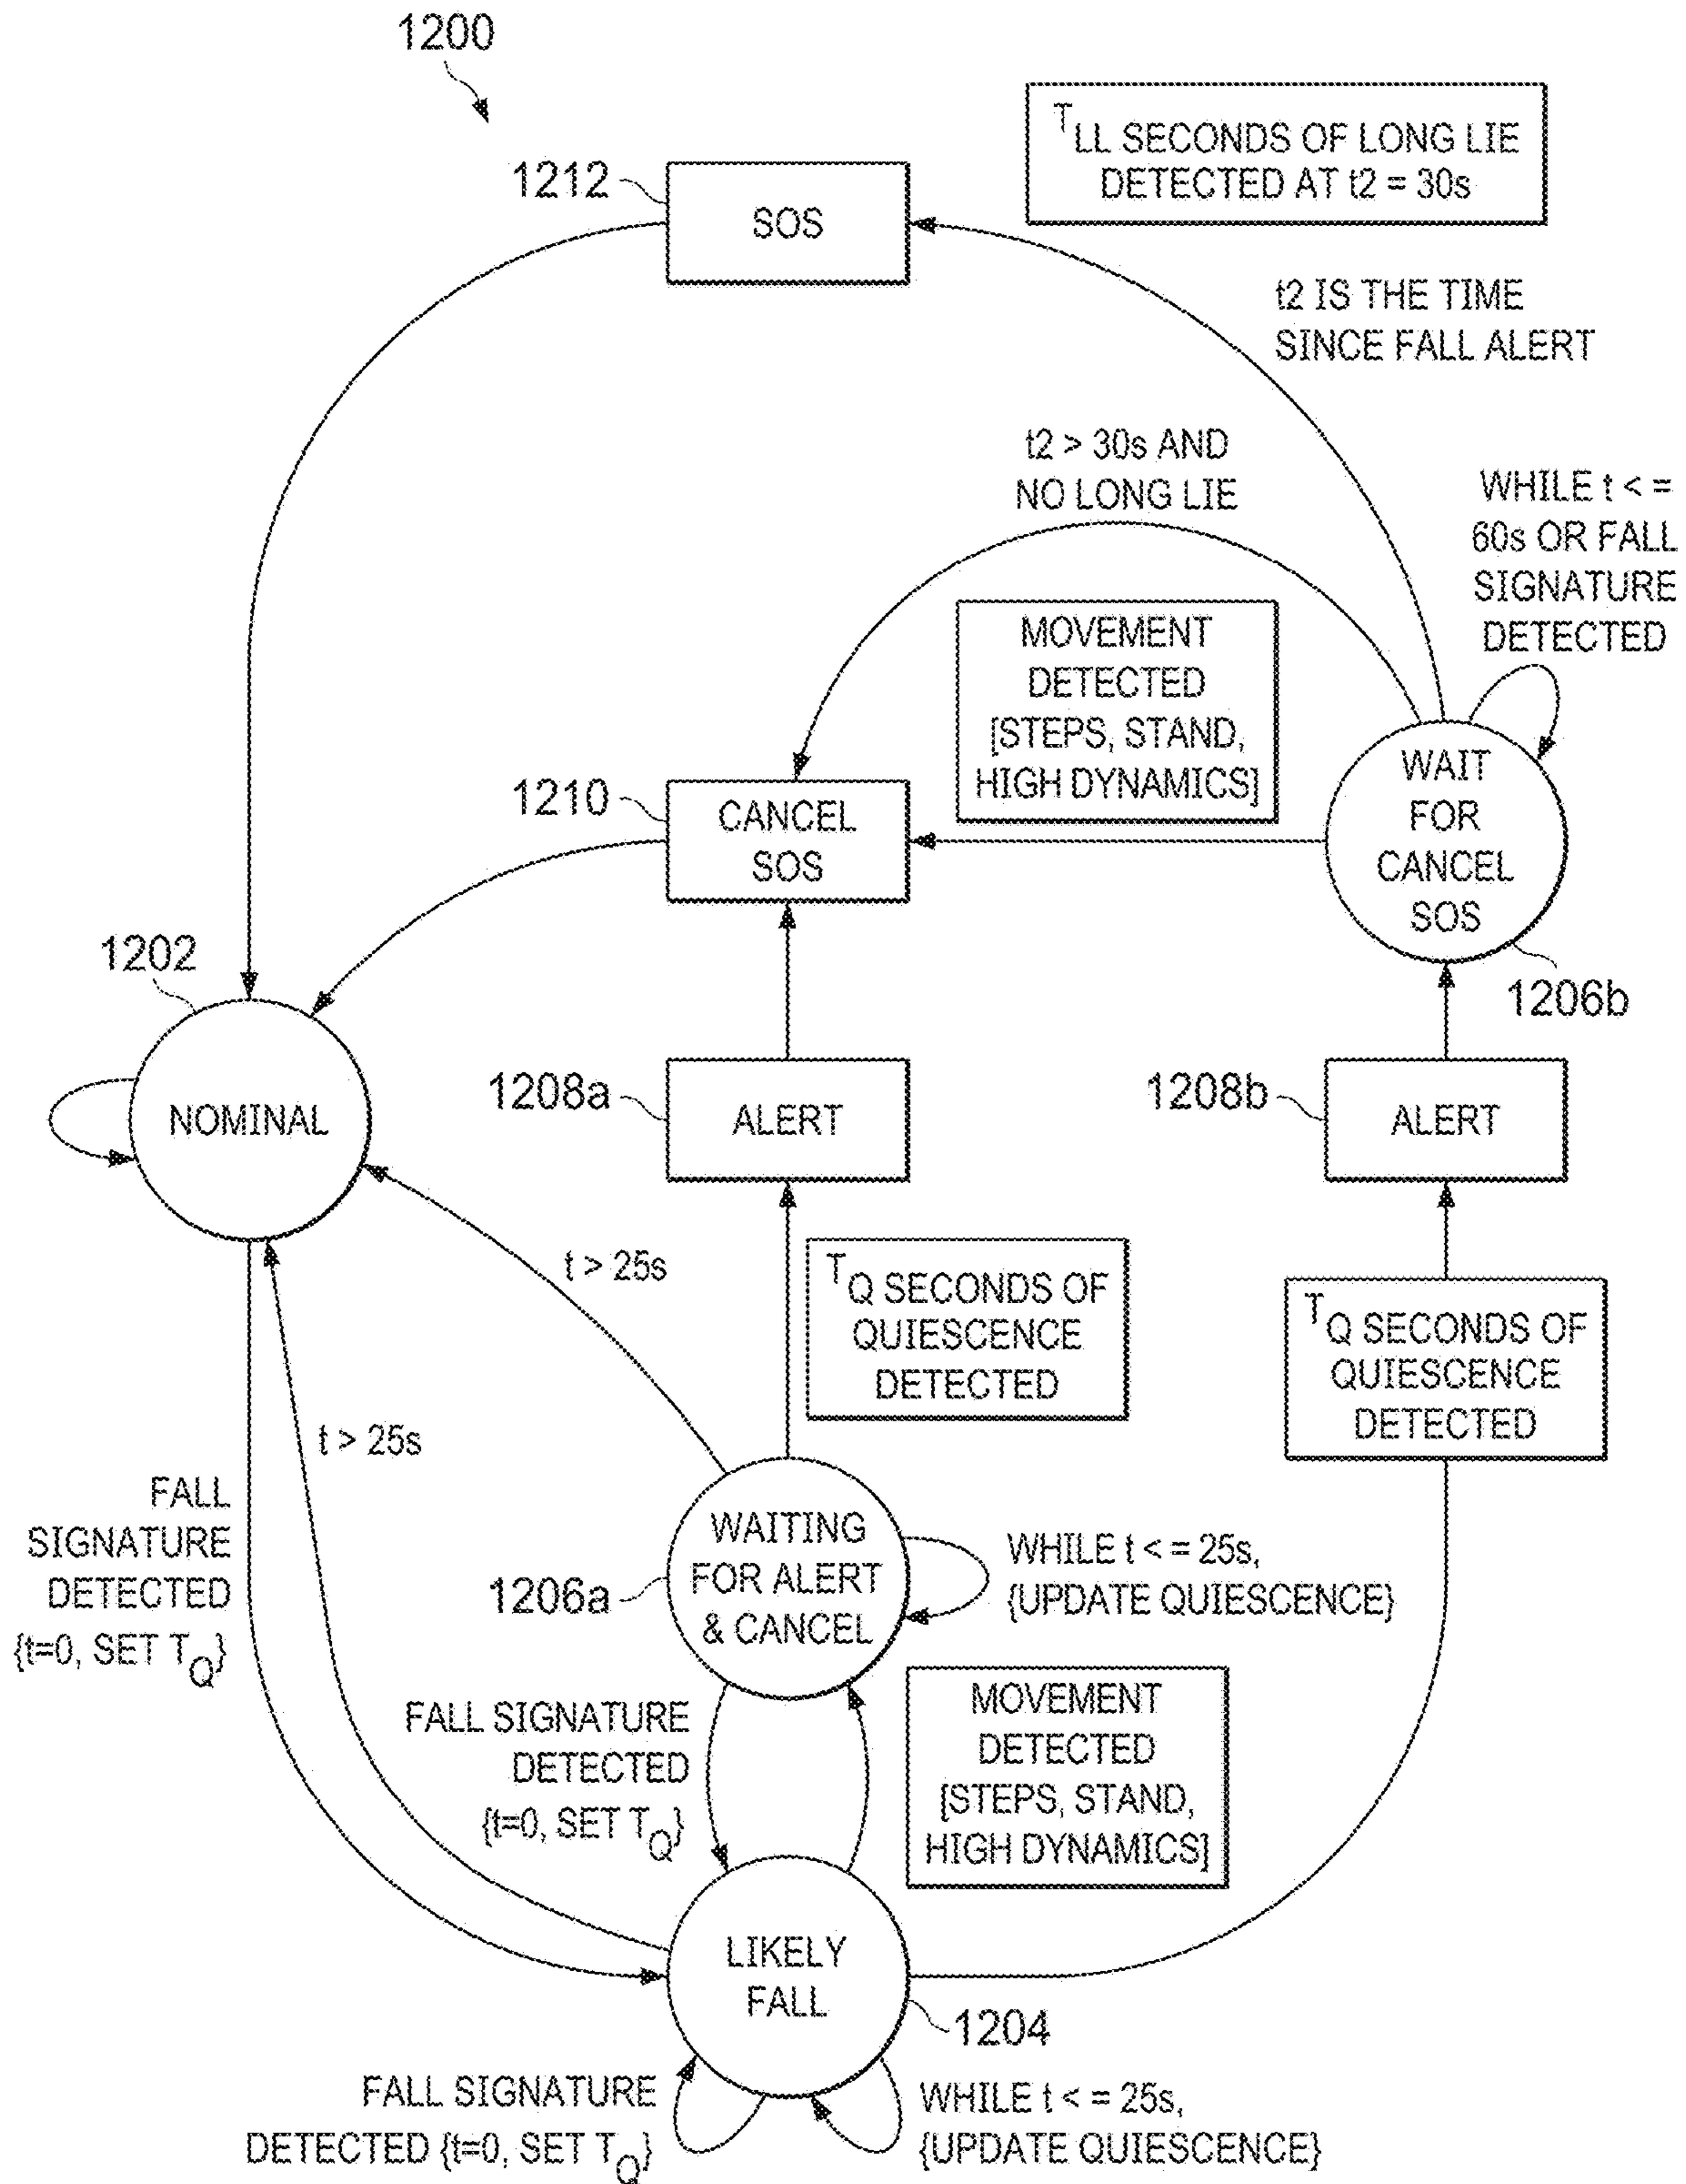 1200
T LL SECONDS OF LONG LIE
DETECTED AT t2 = 30s
1212
SOS
t2 IS THE TIME
SINCE FALL ALERT
t2 > 30s AND
NO LONG LIE
WHILE t < =
60s OR FALL
SIGNATURE
DETECTED
MOVEMENT
DETECTED
[STEPS, STAND,
HIGH DYNAMICS]
1210
CANCEL
SOS
WAIT
FOR
CANCEL
SOS
1206b
1202
NOMINAL
1208a
ALERT
1208b
ALERT
t > 25s
TQ SECONDS OF
QUIESCENCE
DETECTED
TQ SECONDS OF
QUIESCENCE
DETECTED
t > 25s
FALL
SIGNATURE
DETECTED
{t=0, SET TQ}
1206a
WAITING
FOR ALERT
& CANCEL
WHILE t < = 25s,
{UPDATE QUIESCENCE}
FALL SIGNATURE
DETECTED
{t=0, SET TQ}
MOVEMENT
DETECTED
[STEPS, STAND,
HIGH DYNAMICS]
LIKELY
FALL
1204
FALL SIGNATURE
DETECTED {t=0, SET TQ}
WHILE t < = 25s,
{UPDATE QUIESCENCE}